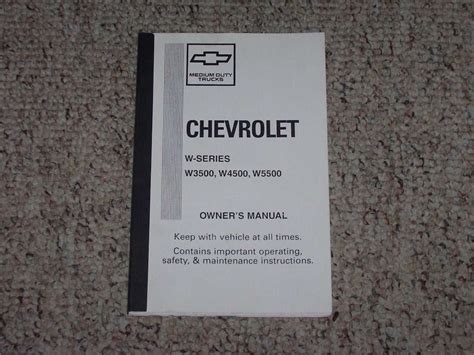 MEDIUM DUTY
TRUCKS
CHEVROLET
W-SERIES
W3500, W4500, W5500
OWNER'S MANUAL
Keep with vehicle at all times.
Contains important operating,
safety, & maintenance instructions.